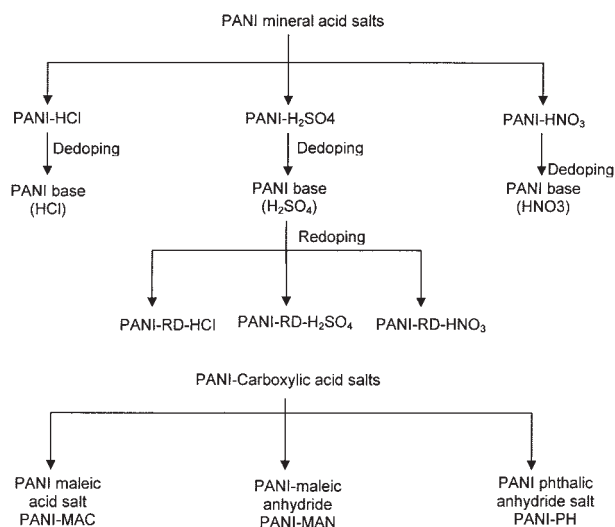 PANI mineral acid salts
PANI-HCl
PANI-H₂SO4
PANI-HNO₃
Dedoping
Dedoping
Dedoping
PANI base
(HCl)
PANI base
(H₂SO₄)
PANI base
(HNO3)
Redoping
PANI-RD-HCl
PANI-RD-H₂SO₄
PANI-RD-HNO₃
PANI-Carboxylic acid salts
PANI maleic
acid salt
PANI-MAC
PANI-maleic
anhydride
PANI-MAN
PANI phthalic
anhydride salt
PANI-PH